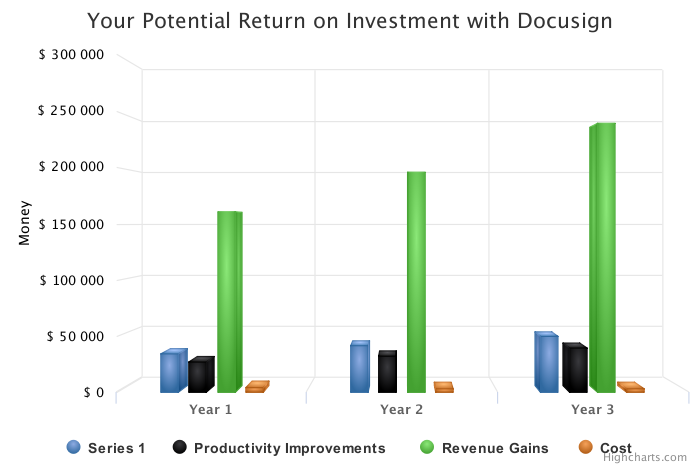 Your Potential Return on Investment with Docusign
$ 300 000
$ 250 000
$ 200 000
$ 150 000
$ 100 000
$ 50 000
$ 0
Money
Year 1 Year 2 Year 3
Series 1 Productivity Improvements Revenue Gains Cost
Highcharts.com